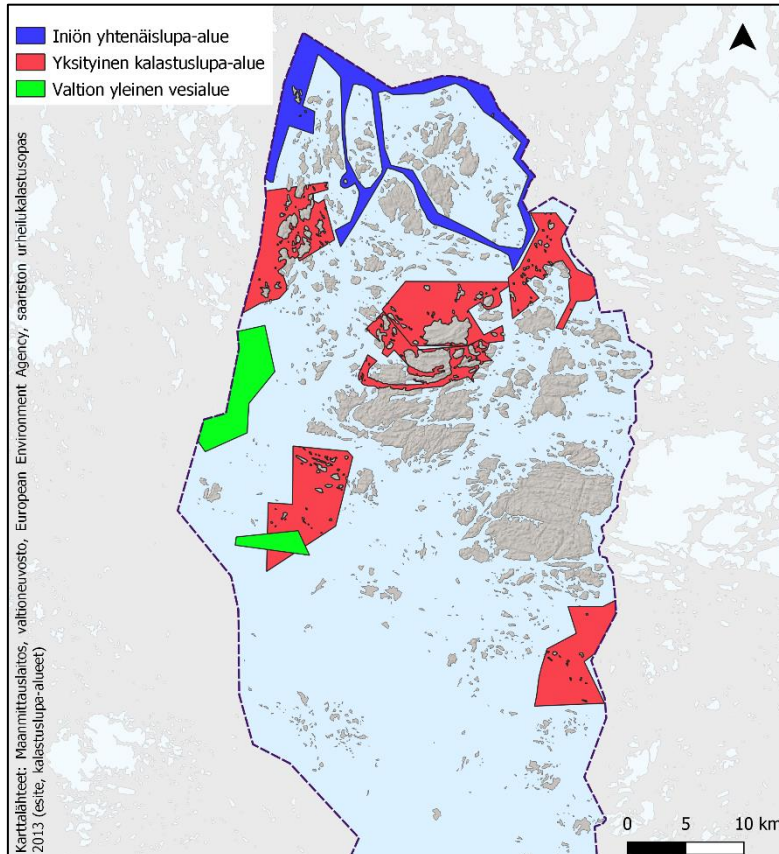 Iniön yhtenäislupa-alue
Yksityinen kalastuslupa-alue
Valtion yleinen vesialue
Karttalähteet: Maanmittauslaitos, valtioneuvosto, European Environment Agency, saariston urheilukalastusopas
2013 (esite, kalastuslupa-alueet)
0 5 10 km